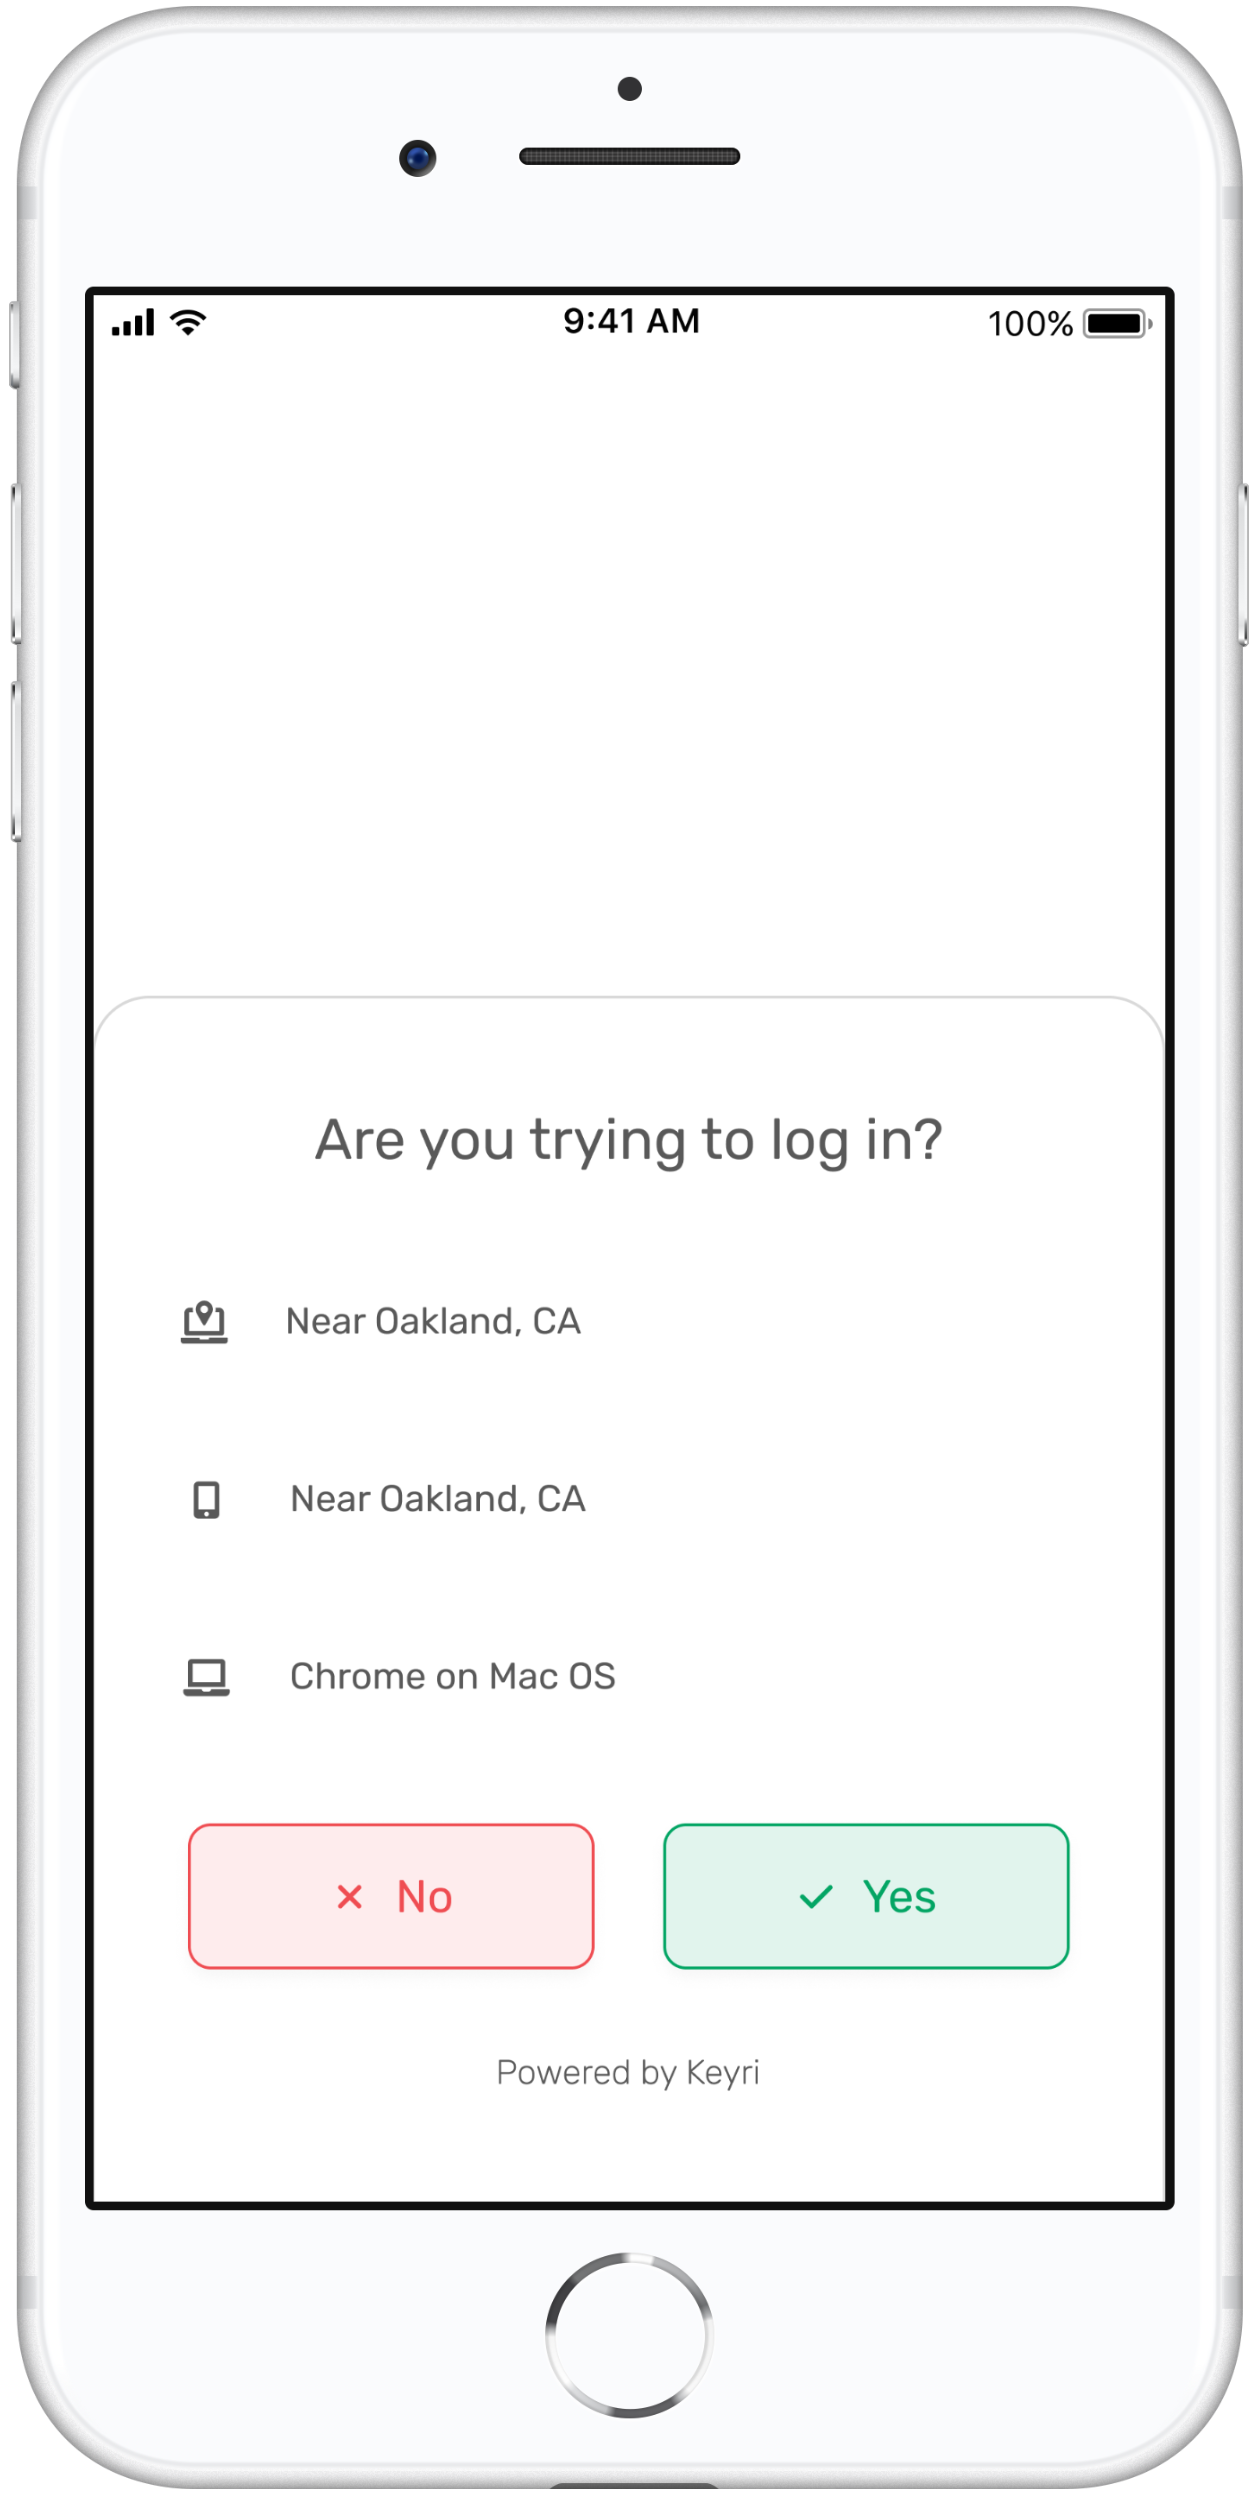 9:41 AM 100%
Are you trying to log in?
Near Oakland, CA
Near Oakland, CA
Chrome on Mac OS
No Yes
Powered by Keyri